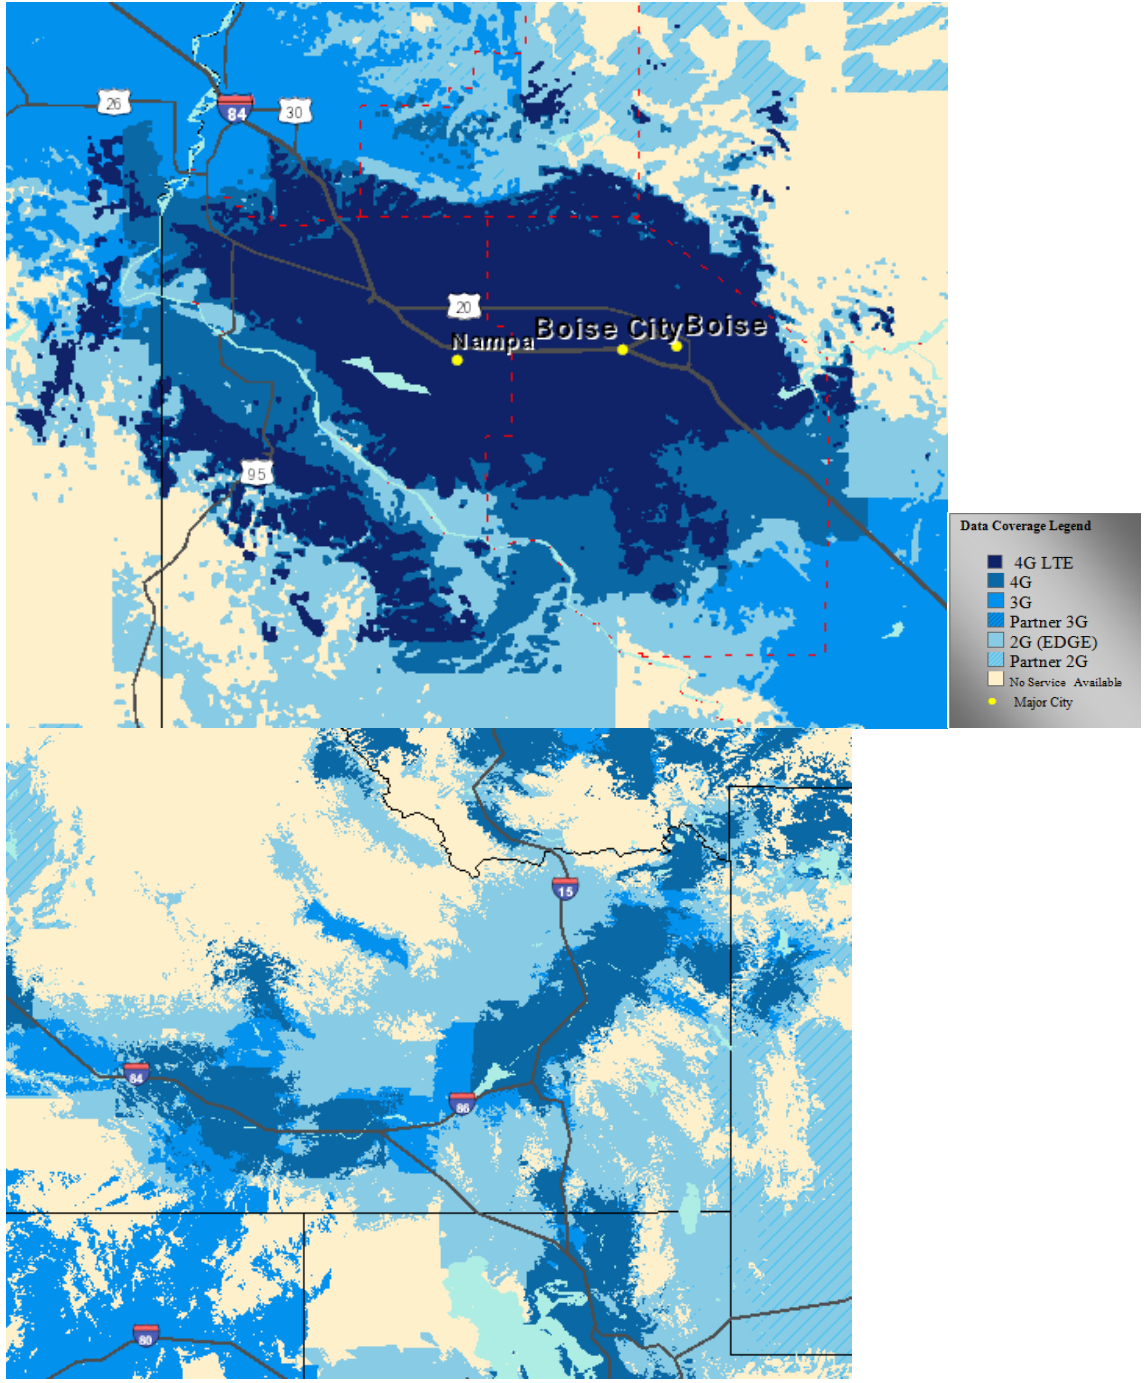 26
84
30
20
Nampa
Boise City
Boise
95
Data Coverage Legend
4G LTE
4G
3G
Partner 3G
2G (EDGE)
Partner 2G
No Service Available
Major City
15
84
86
80